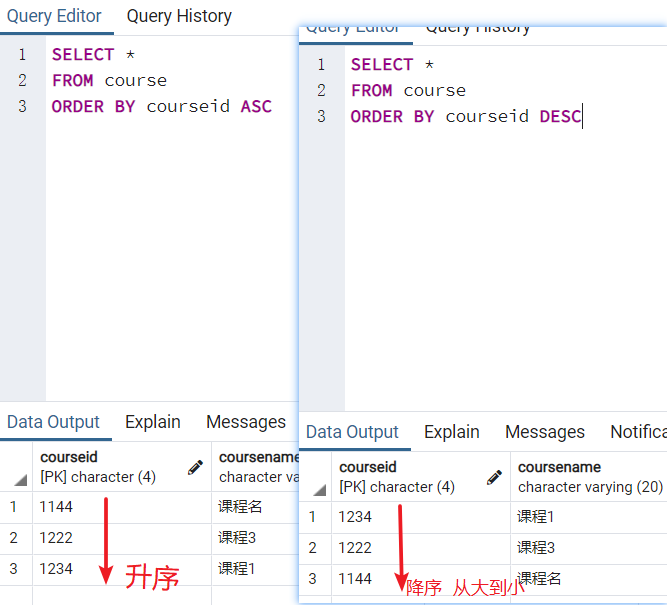 Query Editor Query History
1 SELECT *
2 FROM course
3 ORDER BY courseid ASC
Data Output Explain Messages
courseid coursename
[PK] character (4) character va
1 1144 课程名
2 1222 课程3
3 1234 课程1
升序
Query Editor Query History
1 SELECT *
2 FROM course
3 ORDER BY courseid DESC
Data Output Explain Messages Notifica
courseid coursename
[PK] character (4) character varying (20)
1 1234 课程1
2 1222 课程3
3 1144 课程名
降序 从大到小